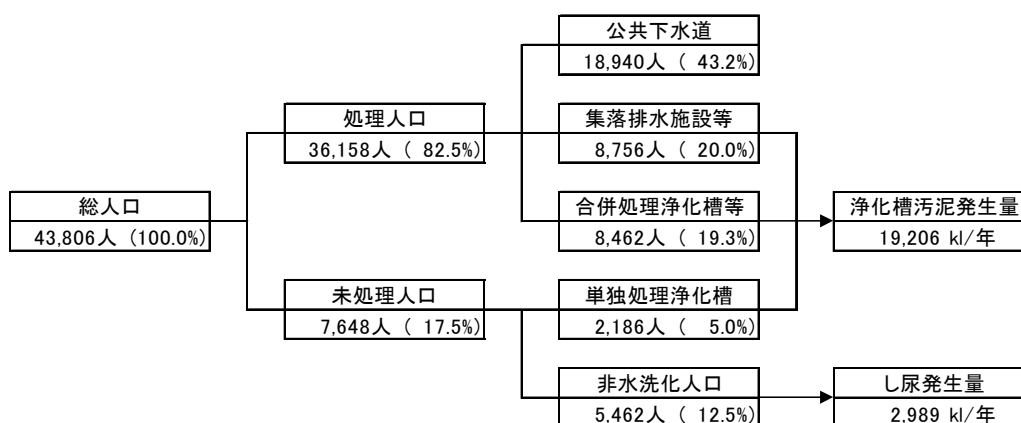 公共下水道
18,940人 ( 43.2%)
処理人口
36,158人 ( 82.5%)
集落排水施設等
8,756人 ( 20.0%)
総人口
43,806人 (100.0%)
合併処理浄化槽等
8,462人 ( 19.3%)
浄化槽汚泥発生量
19,206 kl/年
未処理人口
7,648人 ( 17.5%)
単独処理浄化槽
2,186人 ( 5.0%)
非水洗化人口
5,462人 ( 12.5%)
し尿発生量
2,989 kl/年